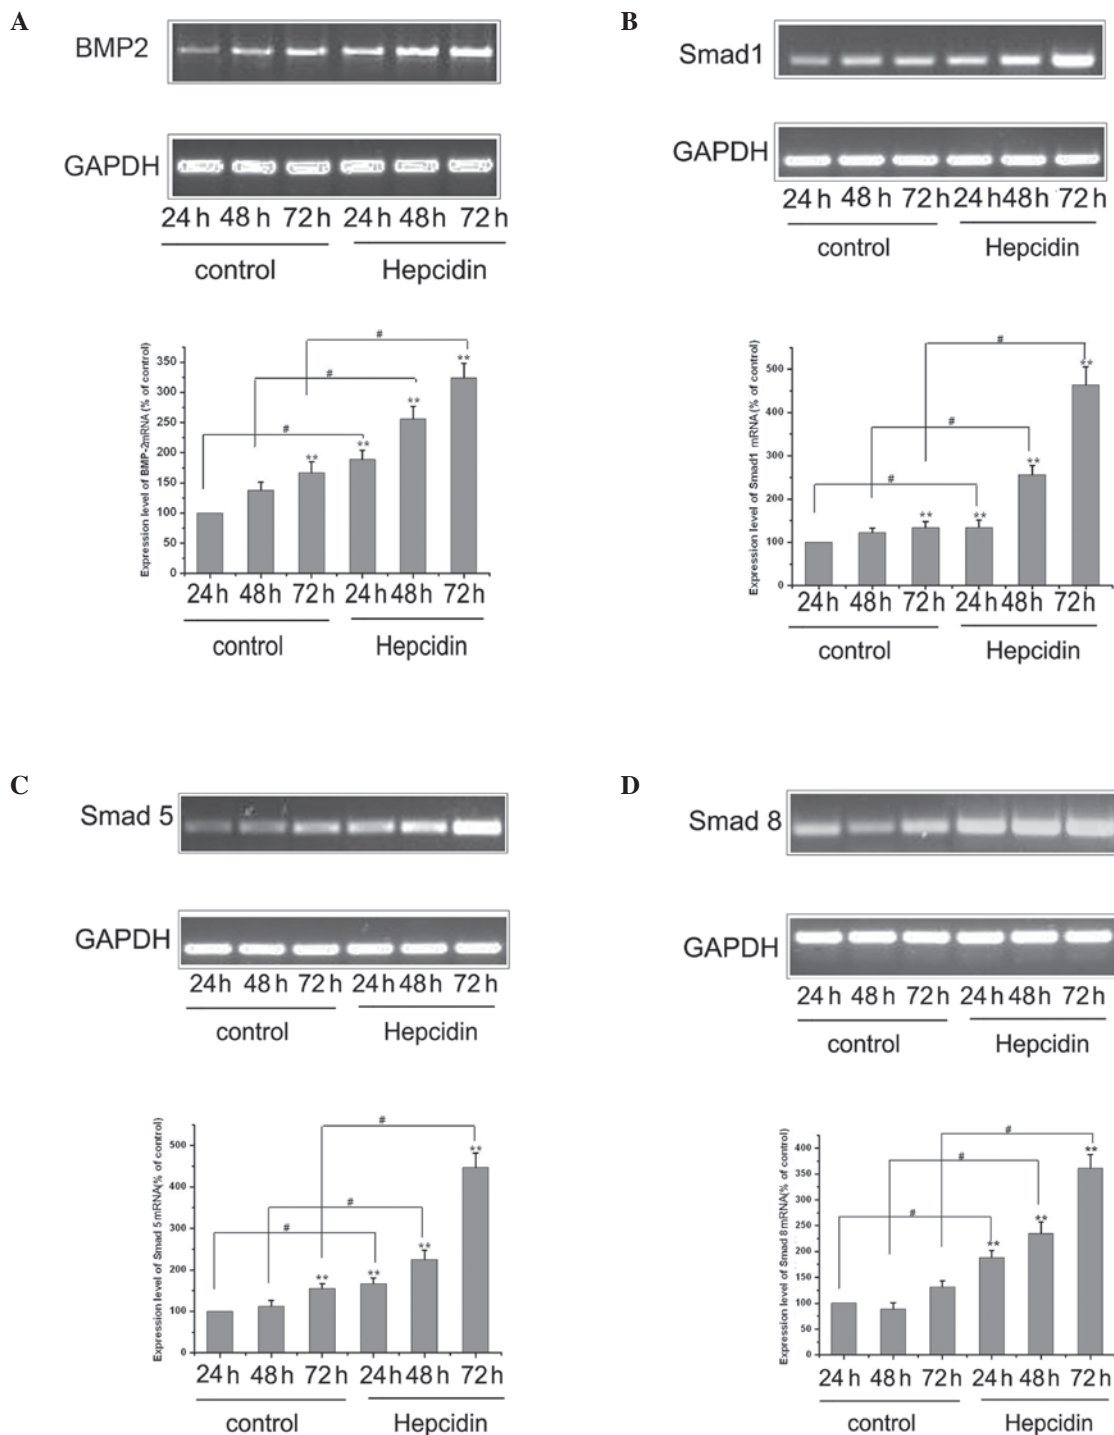 A
BMP2
GAPDH
24 h 48 h 72 h 24 h 48 h 72 h
control Hepcidin
Expression level of BMP-2mRNA (% of control)
350
300
250
200
150
100
50
0
#
#
#
** ** ** **
24h 48h 72h 24h 48h 72h
control Hepcidin
B
Smad1
GAPDH
24 h 48 h 72 h 24 h 48 h 72 h
control Hepcidin
Expression level of Smad1 mRNA (% of control)
500
400
300
200
100
0
#
#
#
** ** ** **
24h 48h 72h 24h 48h 72h
control Hepcidin
C
Smad 5
GAPDH
24 h 48 h 72 h 24 h 48 h 72 h
control Hepcidin
Expression level of Smad 5 mRNA(% of control)
500
400
300
200
100
0
#
#
#
** ** ** **
24 h 48 h 72 h 24 h 48 h 72 h
control Hepcidin
D
Smad 8
GAPDH
24 h 48 h 72 h 24 h 48 h 72 h
control Hepcidin
Expression level of Smad 8 mRNA(% of control)
400
350
300
250
200
150
100
50
0
#
#
#
** ** **
24 h 48 h 72 h 24 h 48 h 72 h
control Hepcidin